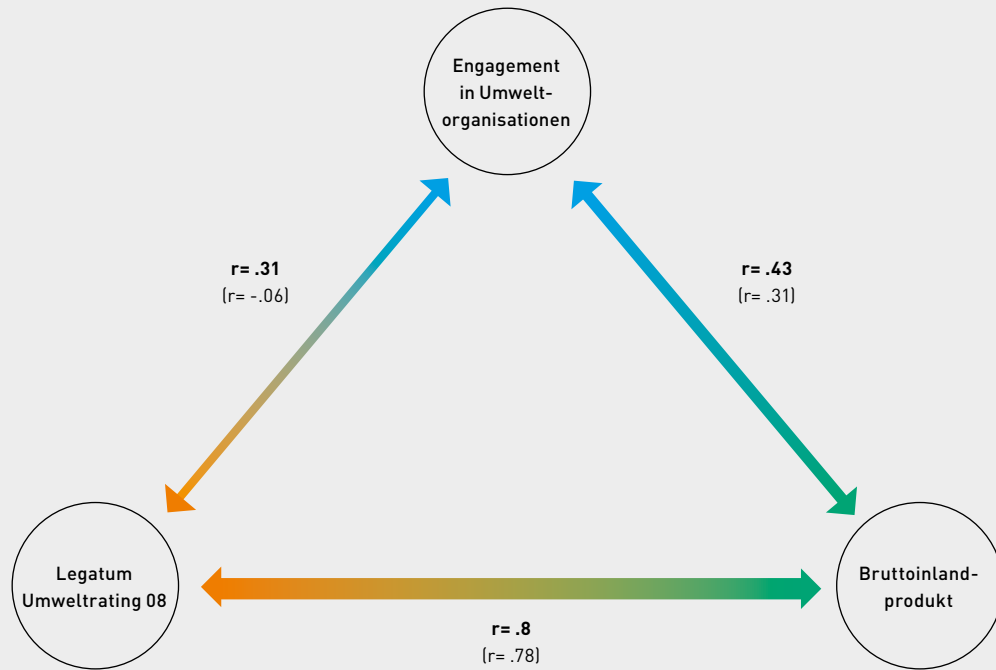 Engagement
in Umwelt-
organisationen
r= .31
(r= -.06)
r= .43
(r= .31)
Legatum
Umweltrating 08
Bruttoinland-
produkt
r= .8
(r= .78)